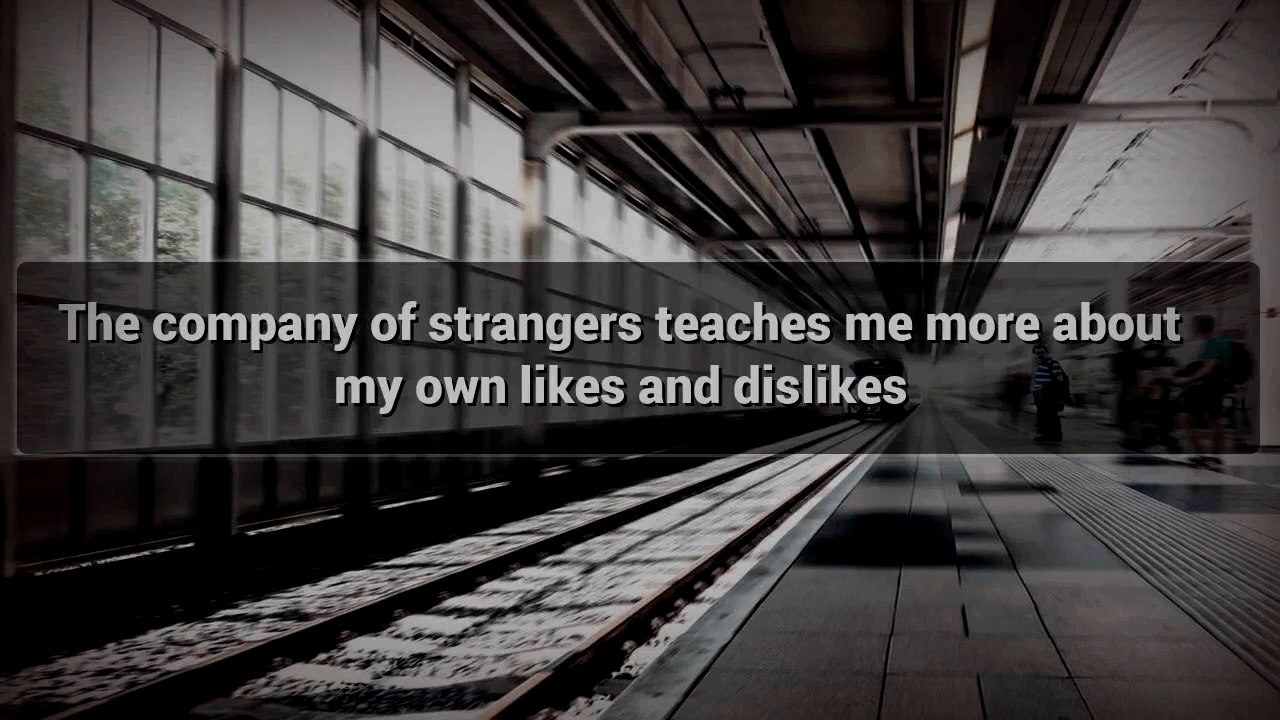 The company of strangers teaches me more about
my own likes and dislikes